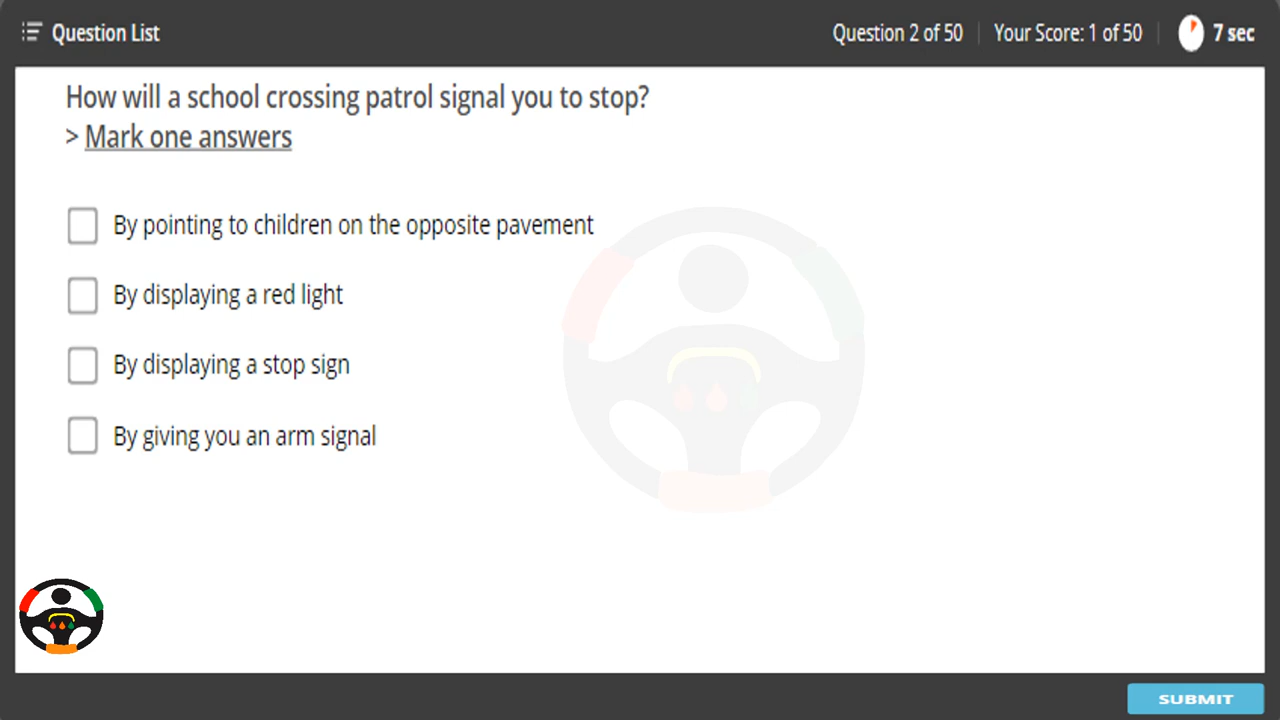 Question List
Question 2 of 50
Your Score: 1 of 50
7 sec
How will a school crossing patrol signal you to stop?
> Mark one answers
By pointing to children on the opposite pavement
By displaying a red light
By displaying a stop sign
By giving you an arm signal
SUBMIT